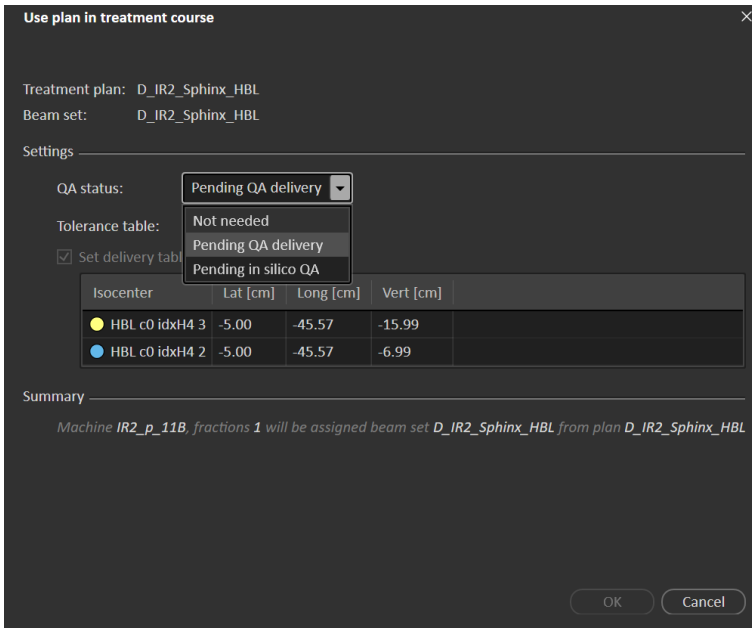 Use plan in treatment course
Treatment plan: D_IR2_Sphinx_HBL
Beam set: D_IR2_Sphinx_HBL
Settings
QA status: Pending QA delivery
Not needed
Tolerance table:
Pending QA delivery
Set delivery tabl
Pending in silico QA
Isocenter Lat [cm] Long [cm] Vert [cm]
HBL c0 idxH4 3 -5.00 -45.57 -15.99
HBL c0 idxH4 2 -5.00 -45.57 -6.99
Summary
Machine IR2_p_11B, fractions 1 will be assigned beam set D_IR2_Sphinx_HBL from plan D_IR2_Sphinx_HBL
OK Cancel